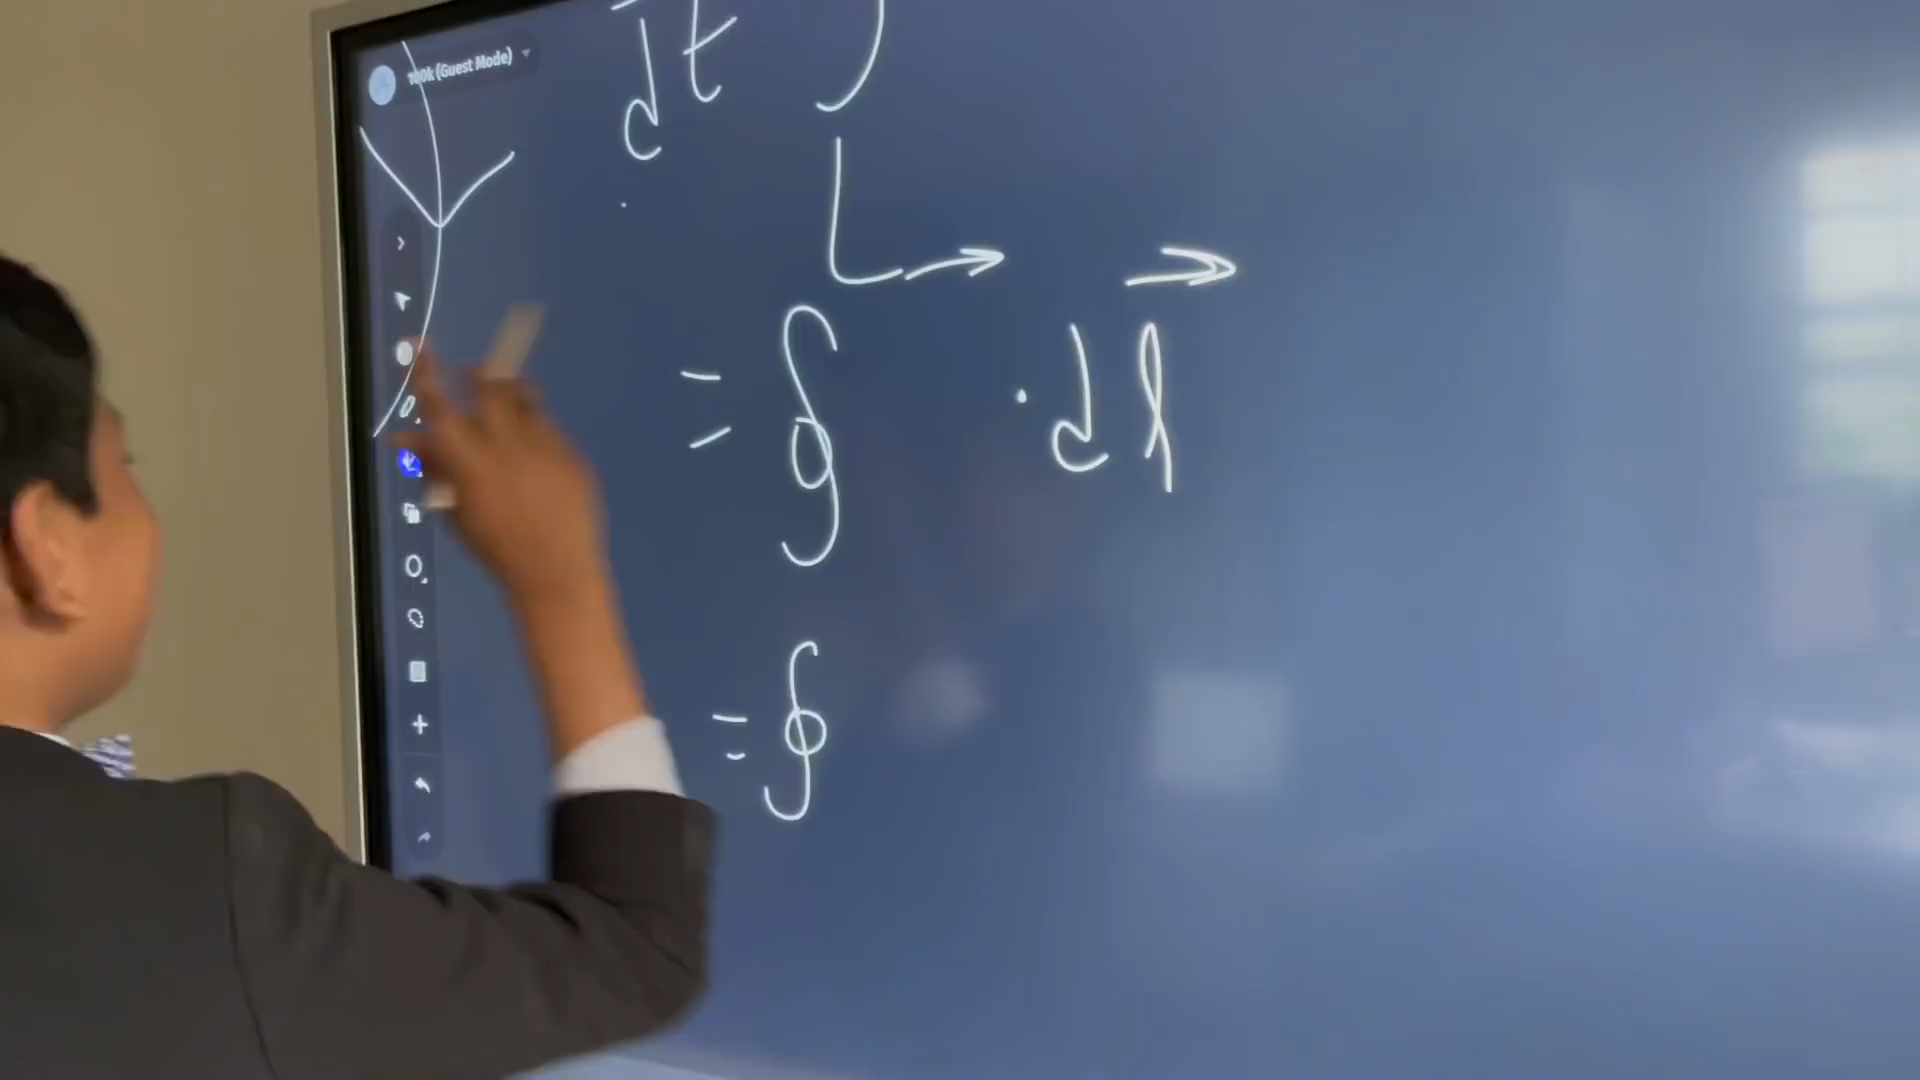 100k (Guest Mode)
dt )
= ∮ · dl
= ∮